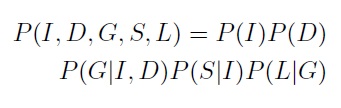 P(I, D, G, S, L) = P(I)P(D)
P(G|I, D)P(S|I)P(L|G)